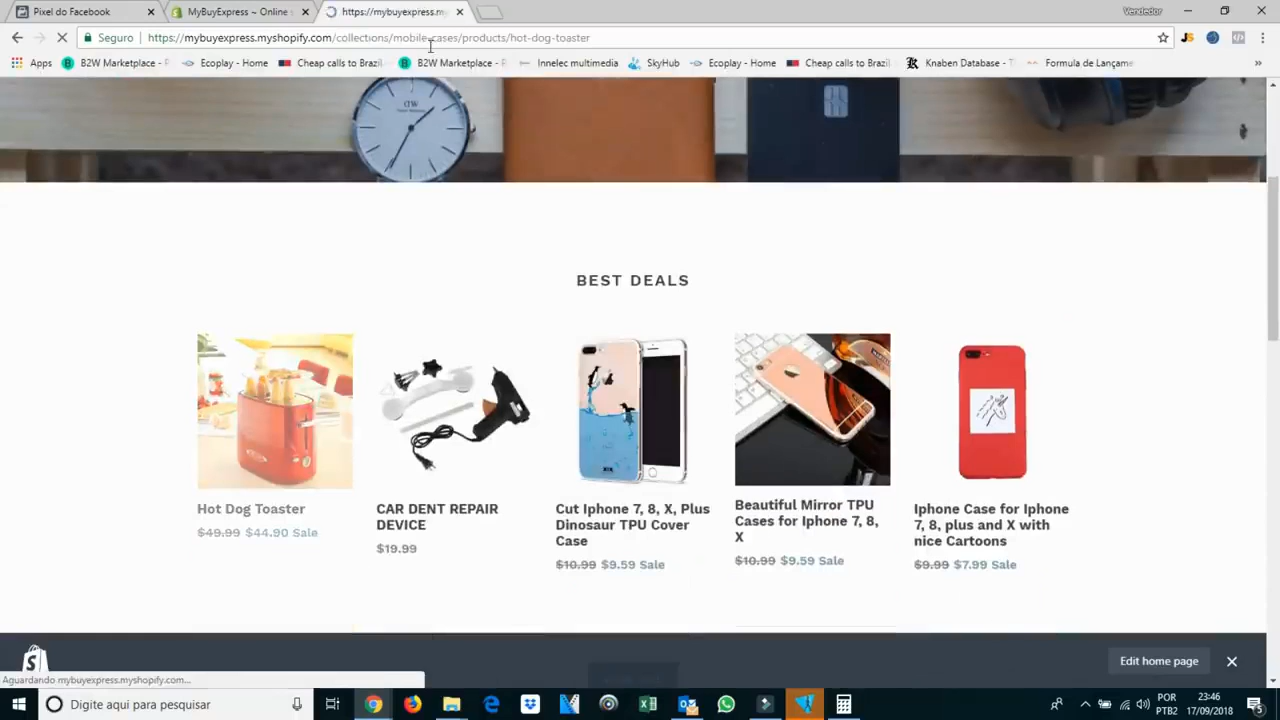 Pixel do Facebook
MyBuyExpress ~ Online
https://mybuyexpress.my
Vendedor
Seguro
https://mybuyexpress.myshopify.com/collections/mobile-cases/products/hot-dog-toaster
Apps
B2W Marketplace -
Ecoplay - Home
Cheap calls to Brazil
B2W Marketplace -
Innelec multimedia
SkyHub
Ecoplay - Home
Cheap calls to Brazil
Knaben Database -
Formula de Lançame
»
DW
BEST DEALS
Hot Dog Toaster
$49.99 $44.90 Sale
CAR DENT REPAIR
DEVICE
$19.99
Cut Iphone 7, 8, X, Plus
Dinosaur TPU Cover
Case
$10.99 $9.59 Sale
Beautiful Mirror TPU
Cases for Iphone 7, 8,
X
$10.99 $9.59 Sale
Iphone Case for Iphone
7, 8, plus and X with
nice Cartoons
$9.99 $7.99 Sale
Edit home page
Aguardando mybuyexpress.myshopify.com...
Digite aqui para pesquisar
POR
PTB2
23:46
17/09/2018